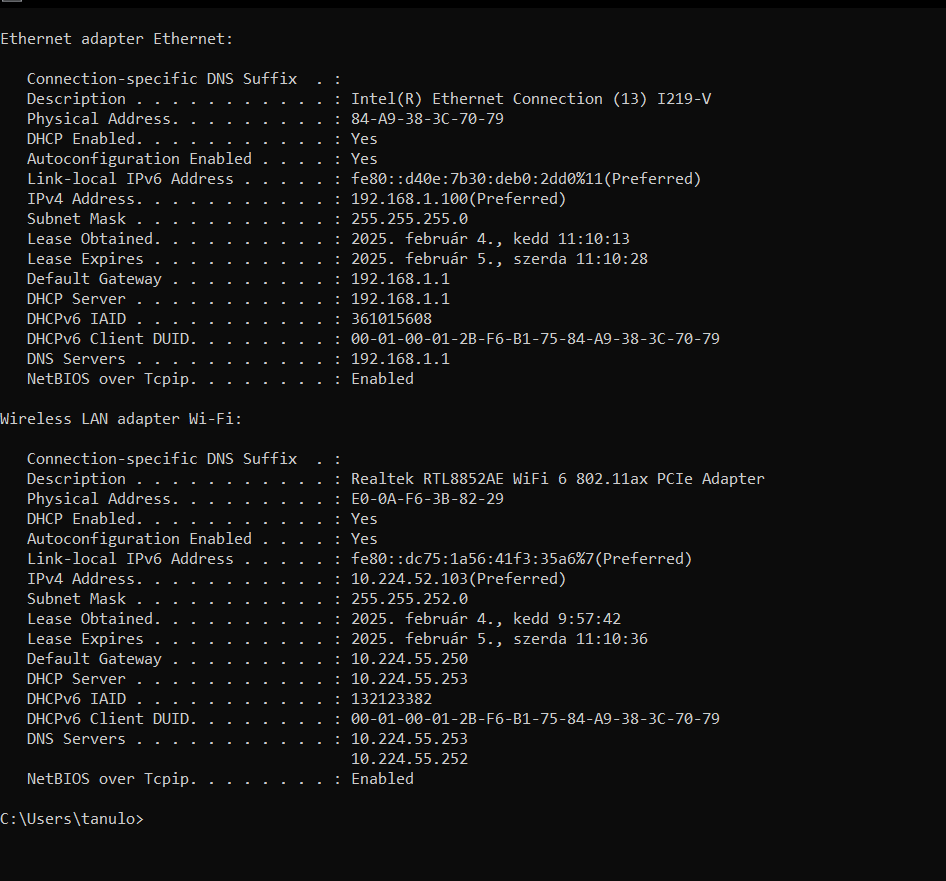 Ethernet adapter Ethernet:
   Connection-specific DNS Suffix  . :
   Description . . . . . . . . . . . : Intel(R) Ethernet Connection (13) I219-V
   Physical Address. . . . . . . . . : 84-A9-38-3C-70-79
   DHCP Enabled. . . . . . . . . . . : Yes
   Autoconfiguration Enabled . . . . : Yes
   Link-local IPv6 Address . . . . . : fe80::d40e:7b30:deb0:2dd0%11(Preferred)
   IPv4 Address. . . . . . . . . . . : 192.168.1.100(Preferred)
   Subnet Mask . . . . . . . . . . . : 255.255.255.0
   Lease Obtained. . . . . . . . . . : 2025. február 4., kedd 11:10:13
   Lease Expires . . . . . . . . . . : 2025. február 5., szerda 11:10:28
   Default Gateway . . . . . . . . . : 192.168.1.1
   DHCP Server . . . . . . . . . . . : 192.168.1.1
   DHCPv6 IAID . . . . . . . . . . . : 361015608
   DHCPv6 Client DUID. . . . . . . . : 00-01-00-01-2B-F6-B1-75-84-A9-38-3C-70-79
   DNS Servers . . . . . . . . . . . : 192.168.1.1
   NetBIOS over Tcpip. . . . . . . . : Enabled
Wireless LAN adapter Wi-Fi:
   Connection-specific DNS Suffix  . :
   Description . . . . . . . . . . . : Realtek RTL8852AE WiFi 6 802.11ax PCIe Adapter
   Physical Address. . . . . . . . . : E0-0A-F6-3B-82-29
   DHCP Enabled. . . . . . . . . . . : Yes
   Autoconfiguration Enabled . . . . : Yes
   Link-local IPv6 Address . . . . . : fe80::dc75:1a56:41f3:35a6%7(Preferred)
   IPv4 Address. . . . . . . . . . . : 10.224.52.103(Preferred)
   Subnet Mask . . . . . . . . . . . : 255.255.252.0
   Lease Obtained. . . . . . . . . . : 2025. február 4., kedd 9:57:42
   Lease Expires . . . . . . . . . . : 2025. február 5., szerda 11:10:36
   Default Gateway . . . . . . . . . : 10.224.55.250
   DHCP Server . . . . . . . . . . . : 10.224.55.253
   DHCPv6 IAID . . . . . . . . . . . : 132123382
   DHCPv6 Client DUID. . . . . . . . : 00-01-00-01-2B-F6-B1-75-84-A9-38-3C-70-79
   DNS Servers . . . . . . . . . . . : 10.224.55.253
                                       10.224.55.252
   NetBIOS over Tcpip. . . . . . . . : Enabled
C:\Users\tanulo>